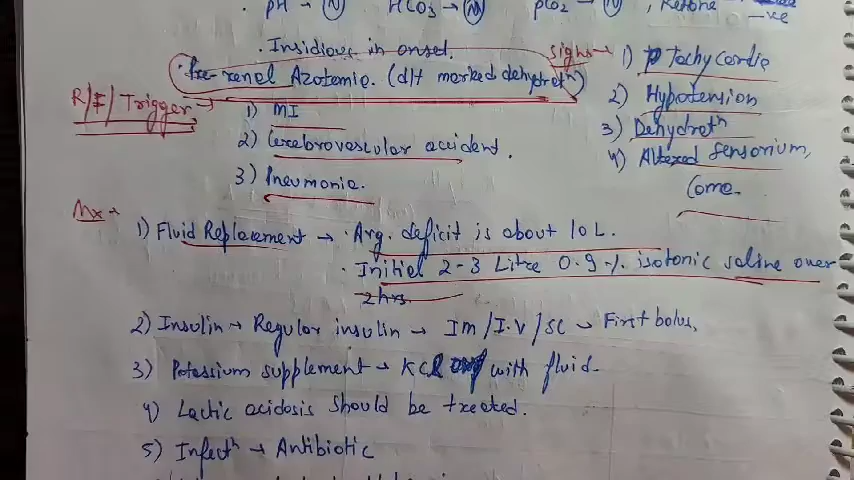 . pH → (N) HCO3 → (N) pCO2 → (N), Ketone -ve
. Insidious in onset.
. Pre-renal Azotemia. (d/t marked dehydratn)
signs → 1) Tachycardia
2) Hypotension
3) Dehydratn
4) Altered Sensorium,
Coma.
R/F/Trigger →
1) MI
2) Cerebrovascular accident.
3) Pneumonia.
Mx →
1) Fluid Replacement → . Avg. deficit is about 10 L.
. Initial 2-3 Litre 0.9% isotonic saline over
2hrs.
2) Insulin → Regular insulin → IM/I.V/SC → First bolus,
3) Potassium supplement → KCl with fluid.
4) Lactic acidosis should be treated.
5) Infectn → Antibiotic